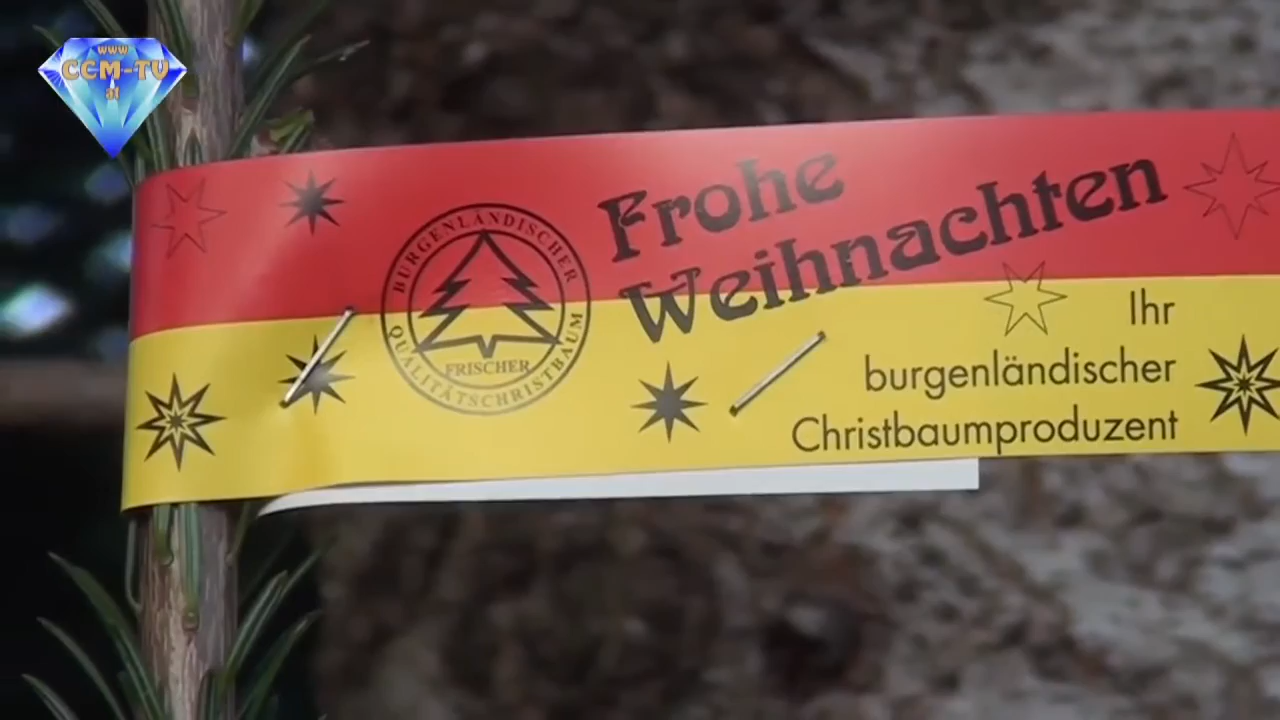 www
CCM-TV
at
BURGENLÄNDISCHER
FRISCHER
QUALITÄTSCHRISTBAUM
Frohe
Weihnachten
Ihr
burgenländischer
Christbaumproduzent